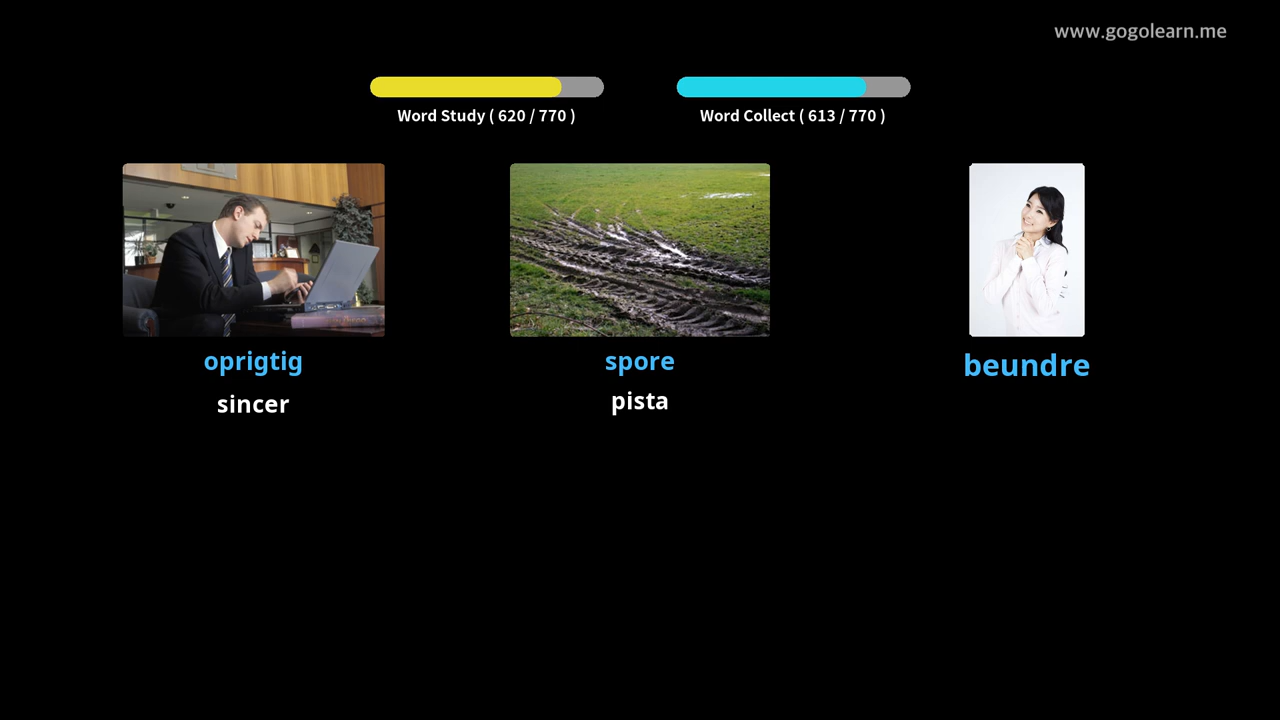 www.gogolearn.me
Word Study ( 620 / 770 )
Word Collect ( 613 / 770 )
oprigtig
sincer
spore
pista
beundre